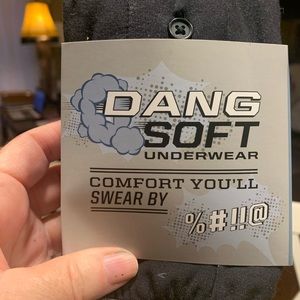 DANG
SOFT
UNDERWEAR
COMFORT YOU'LL
SWEAR BY
%#!!@